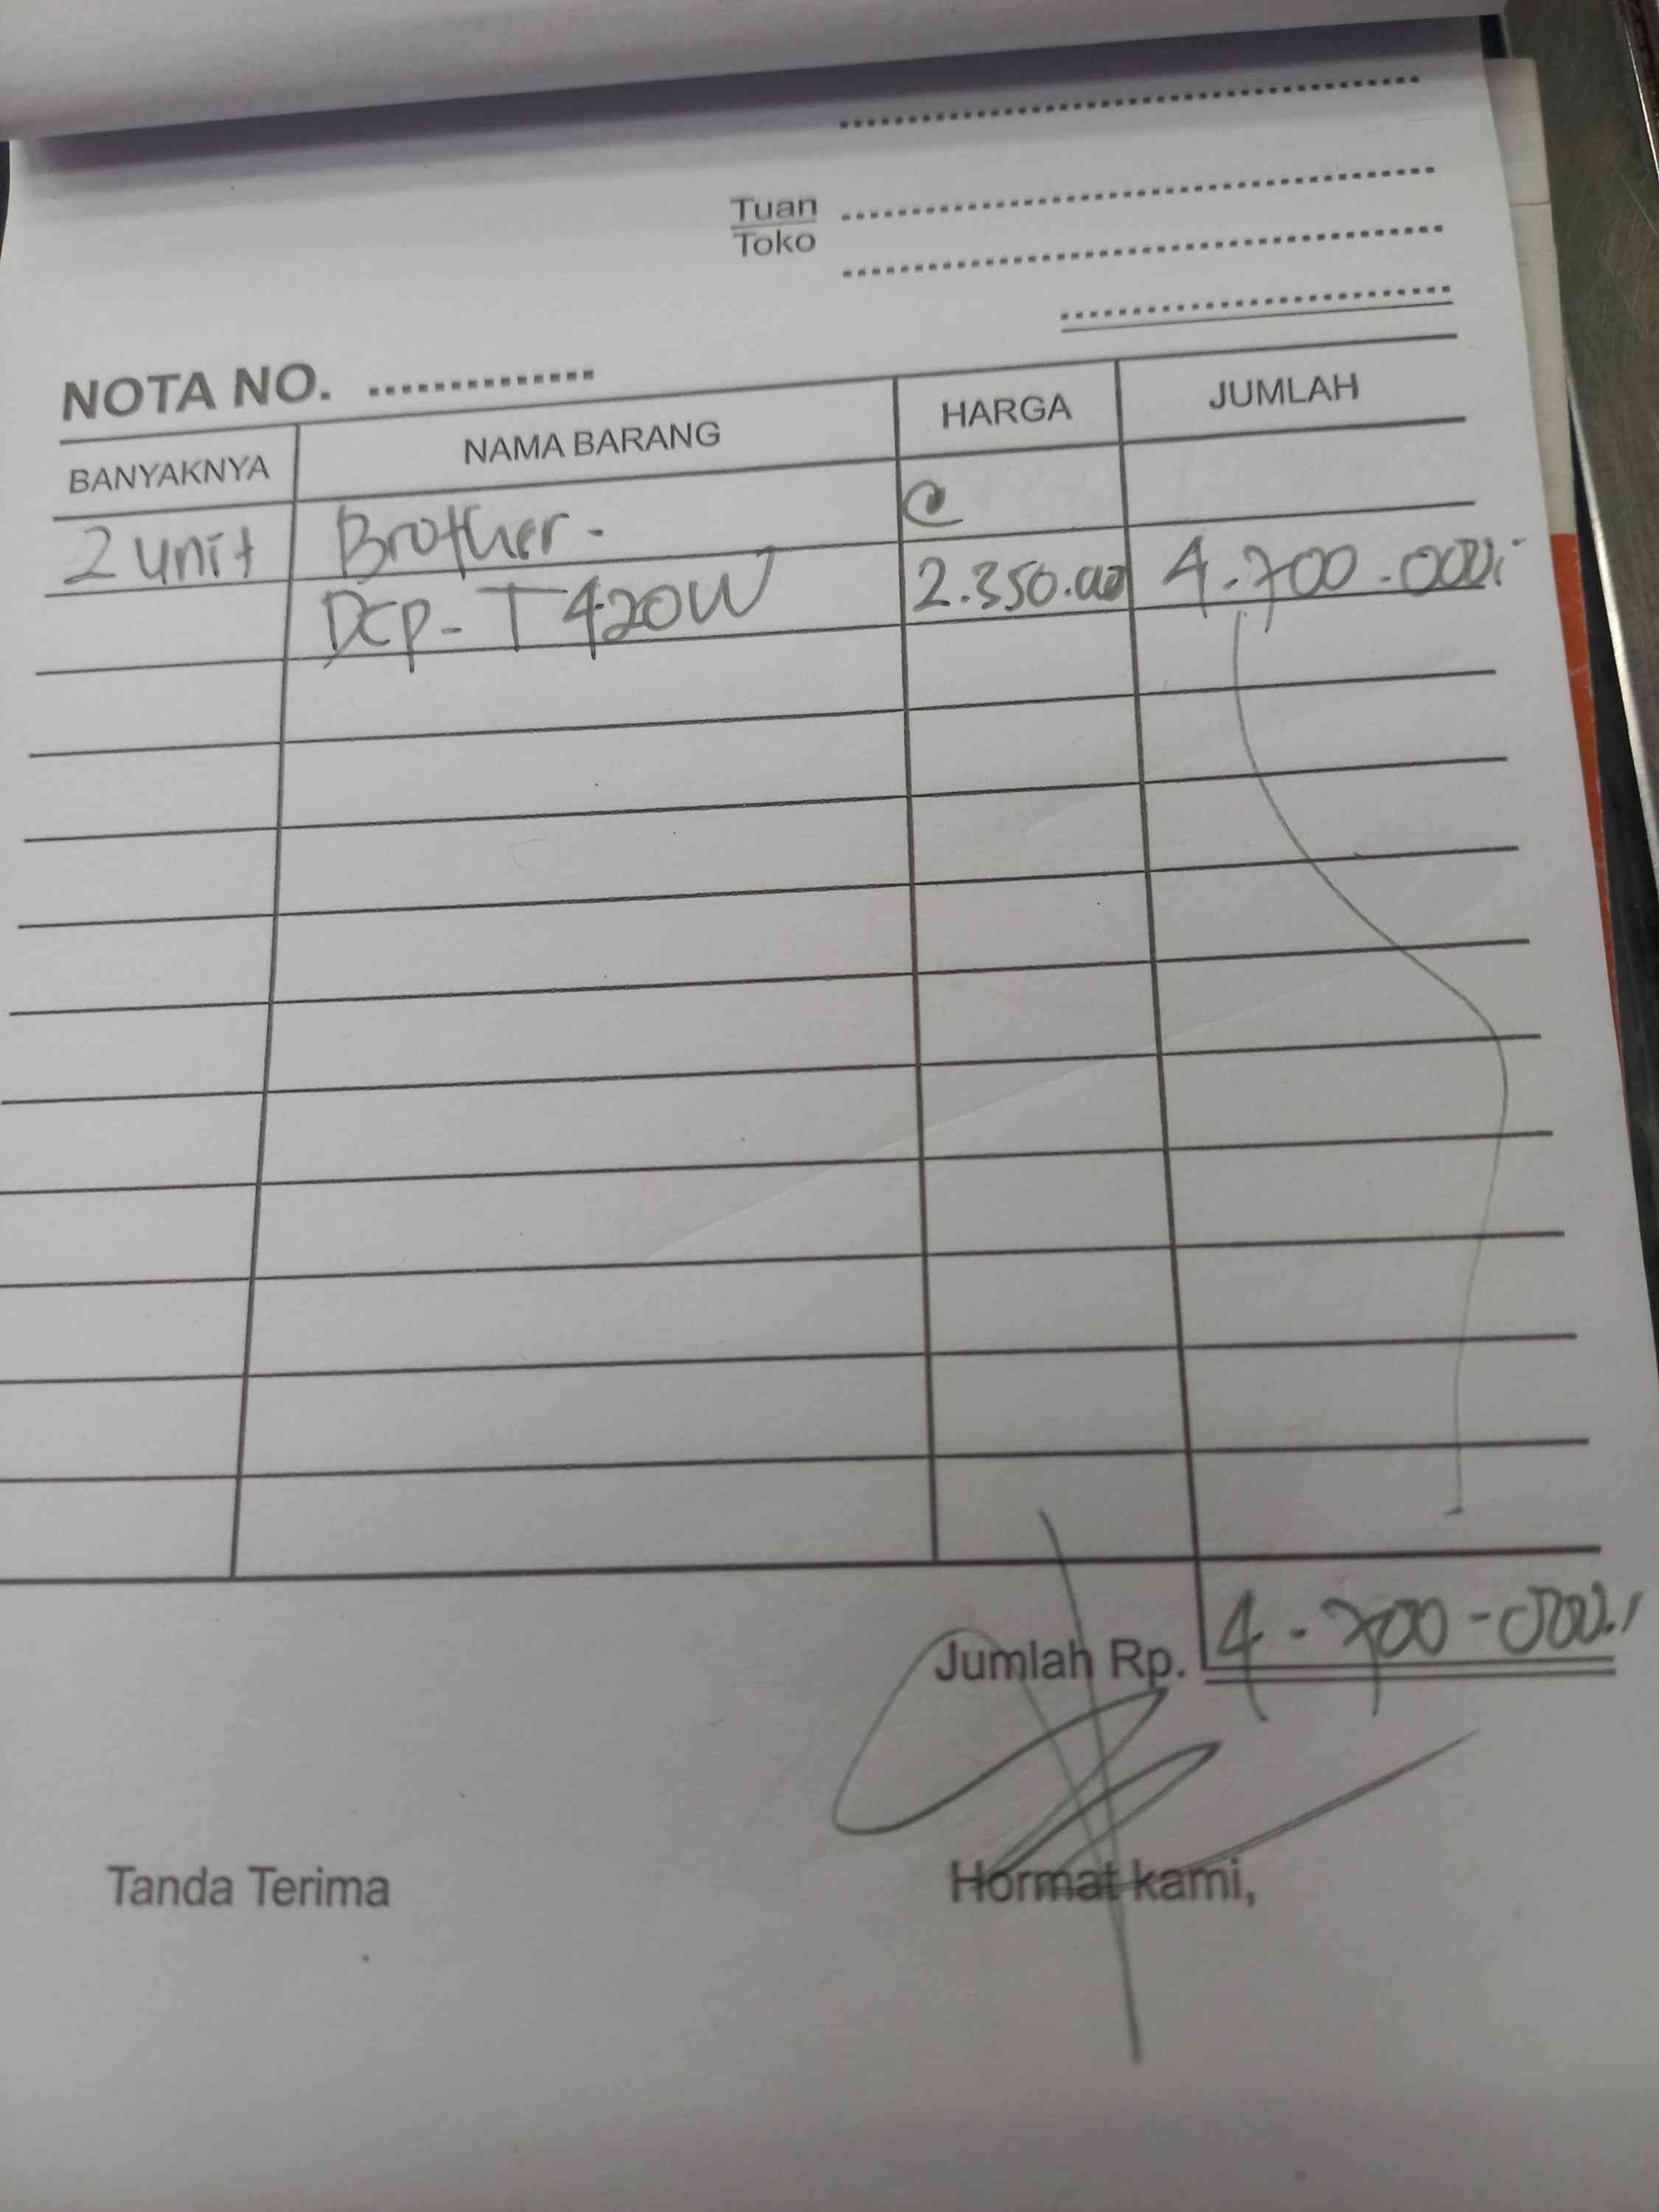 Tuan
Toko
NOTA NO.
BANYAKNYA NAMA BARANG HARGA JUMLAH
2 unit Brother. @
DCP-T420W 2.350.000 4.700.000
Jumlah Rp. 4.700.000
Tanda Terima Hormat kami,